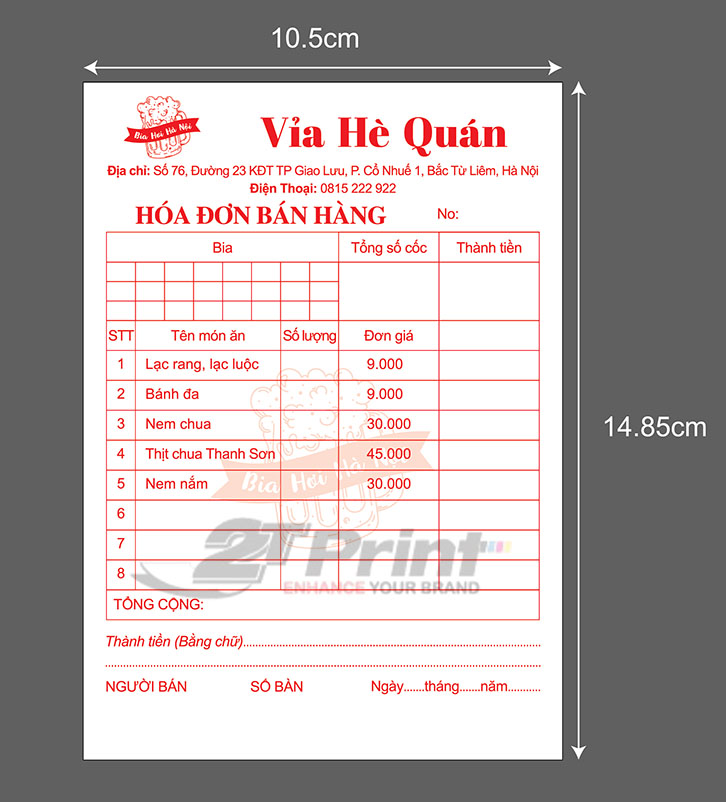 10.5cm
Bia Hơi Hà Nội
Vỉa Hè Quán
Địa chỉ: Số 76, Đường 23 KĐT TP Giao Lưu, P. Cổ Nhuế 1, Bắc Từ Liêm, Hà Nội
Điện Thoại: 0815 222 922
HÓA ĐƠN BÁN HÀNG No:
Bia Tổng số cốc Thành tiền
STT Tên món ăn Số lượng Đơn giá
1 Lạc rang, lạc luộc 9.000
2 Bánh đa 9.000
3 Nem chua 30.000
14.85cm
4 Thịt chua Thanh Sơn 45.000
5 Nem nắm 30.000
Bia Hơi Hà Nội
6
7
2T Print
8
ENHANCE YOUR BRAND
TỔNG CỘNG:
Thành tiền (Bằng chữ)..........................................................................
........................................................................................................
NGƯỜI BÁN SỐ BÀN Ngày......tháng......năm..........